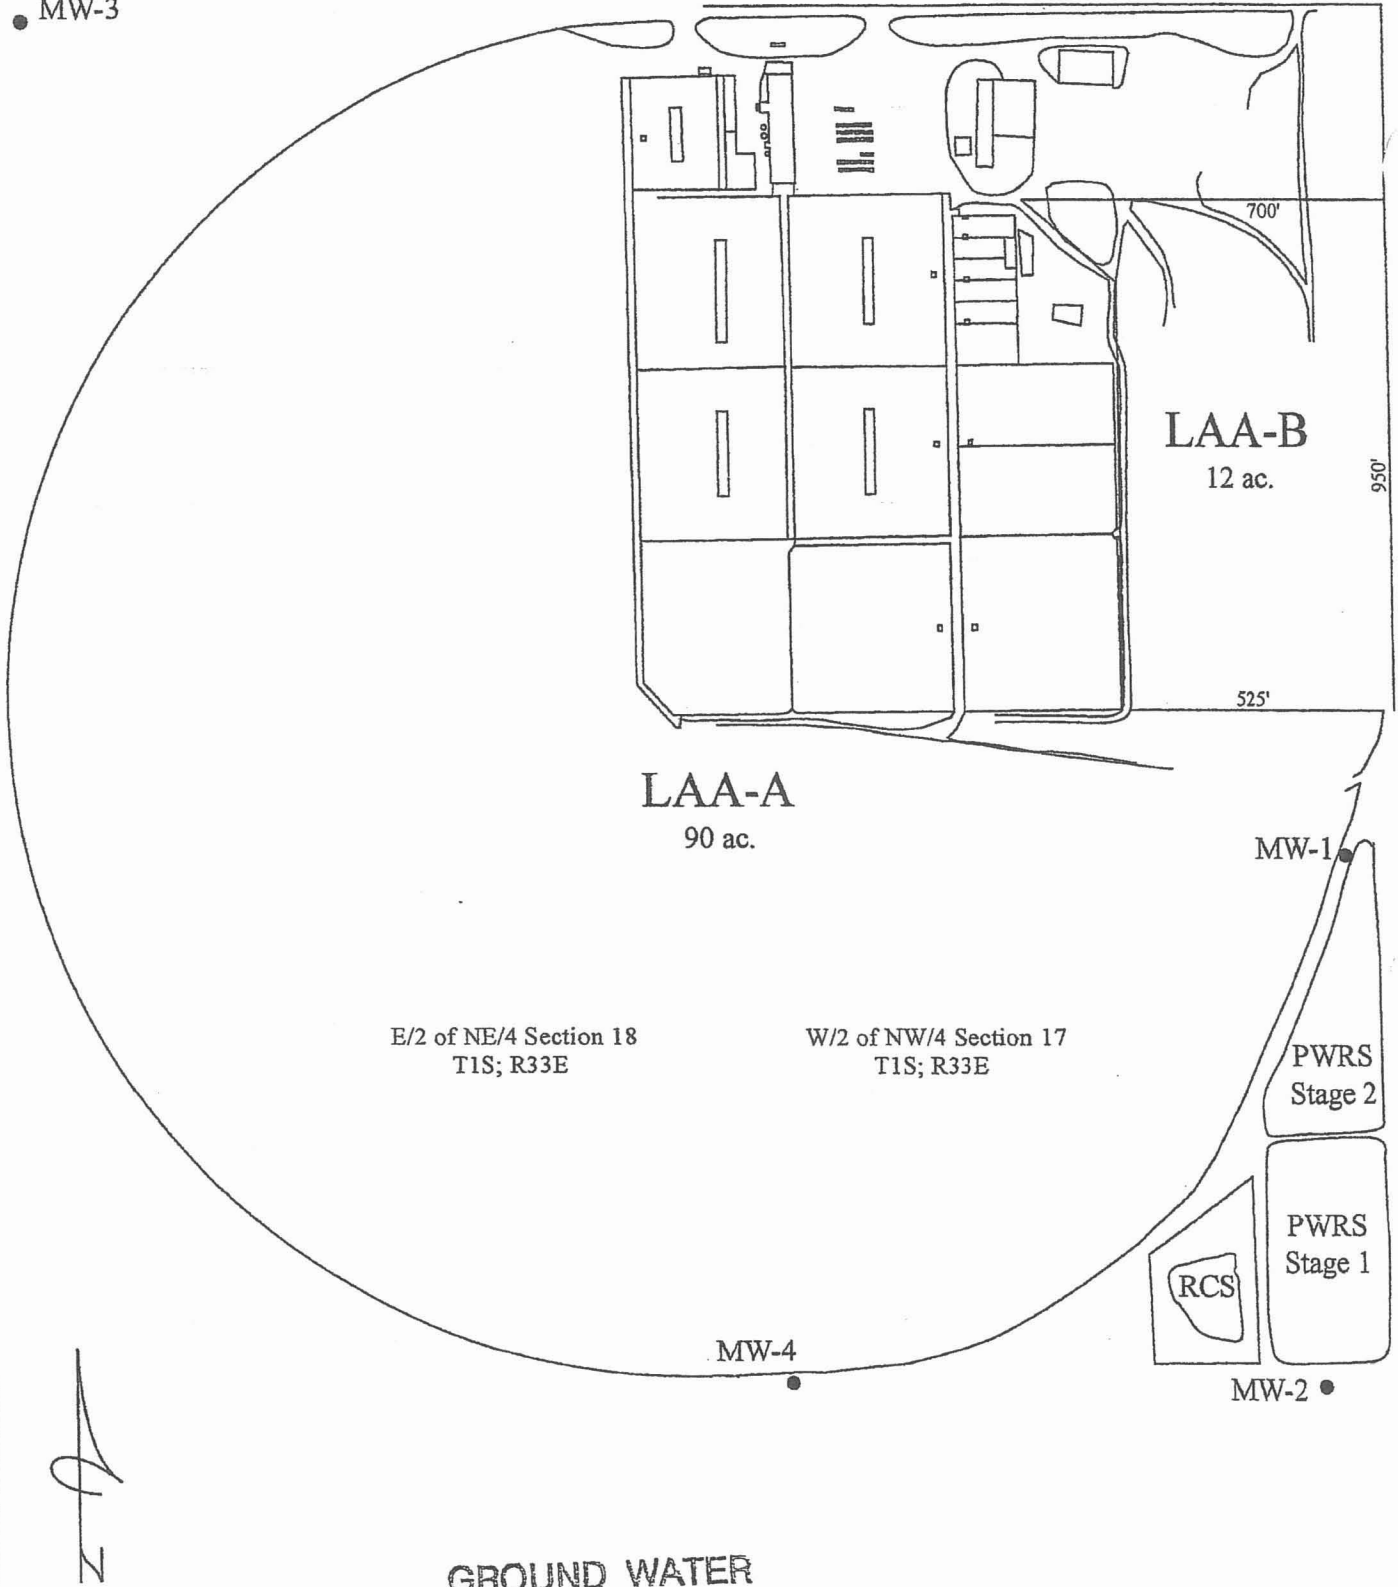 MW-3
700'
LAA-B
12 ac.
950'
525'
LAA-A
90 ac.
MW-1
E/2 of NE/4 Section 18
T1S; R33E
W/2 of NW/4 Section 17
T1S; R33E
PWRS
Stage 2
PWRS
Stage 1
RCS
MW-4
MW-2
N
GROUND WATER